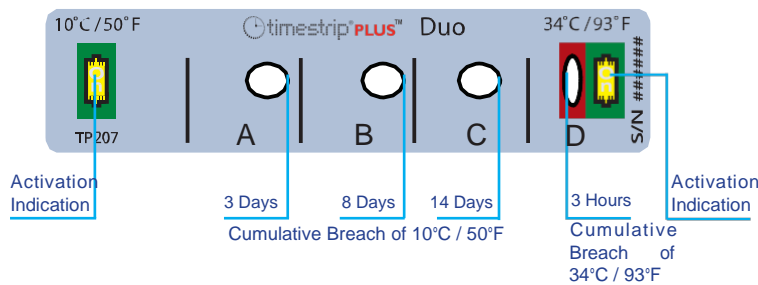 10°C/50°F
timestrip®PLUS™ Duo
34°C/93°F
A
B
C
D
TP207
S/N ######
Activation
Indication
3 Days
8 Days
14 Days
Cumulative Breach of 10°C / 50°F
3 Hours
Cumulative
Breach of
34°C / 93°F
Activation
Indication